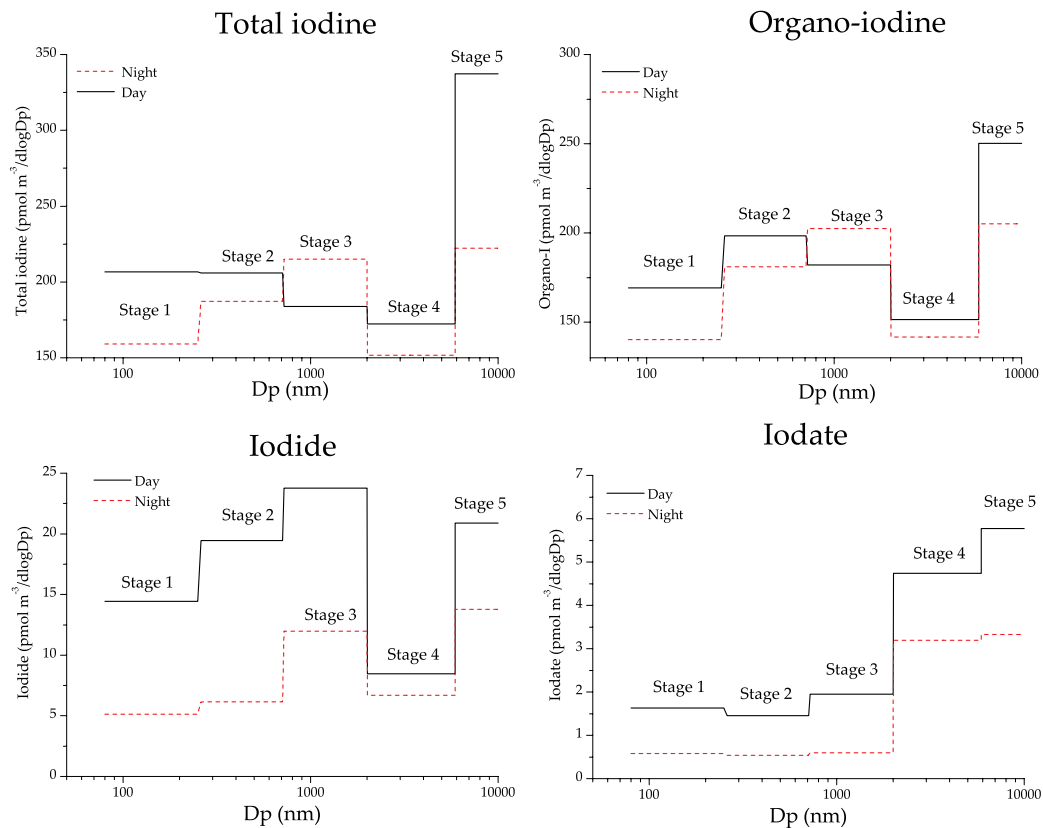 Total iodine
Total iodine (pmol m-3/dlogDp)
350
300
250
200
150
Night
Day
Stage 1
Stage 2
Stage 3
Stage 4
Stage 5
100
1000
10000
Dp (nm)
Organo-iodine
Organo-I (pmol m-3/dlogDp)
300
250
200
150
Day
Night
Stage 1
Stage 2
Stage 3
Stage 4
Stage 5
100
1000
10000
Dp (nm)
Iodide
Iodide (pmol m-3/dlogDp)
25
20
15
10
5
0
Day
Night
Stage 1
Stage 2
Stage 3
Stage 4
Stage 5
100
1000
10000
Dp (nm)
Iodate
Iodate (pmol m-3/dlogDp)
7
6
5
4
3
2
1
0
Day
Night
Stage 1
Stage 2
Stage 3
Stage 4
Stage 5
100
1000
10000
Dp (nm)